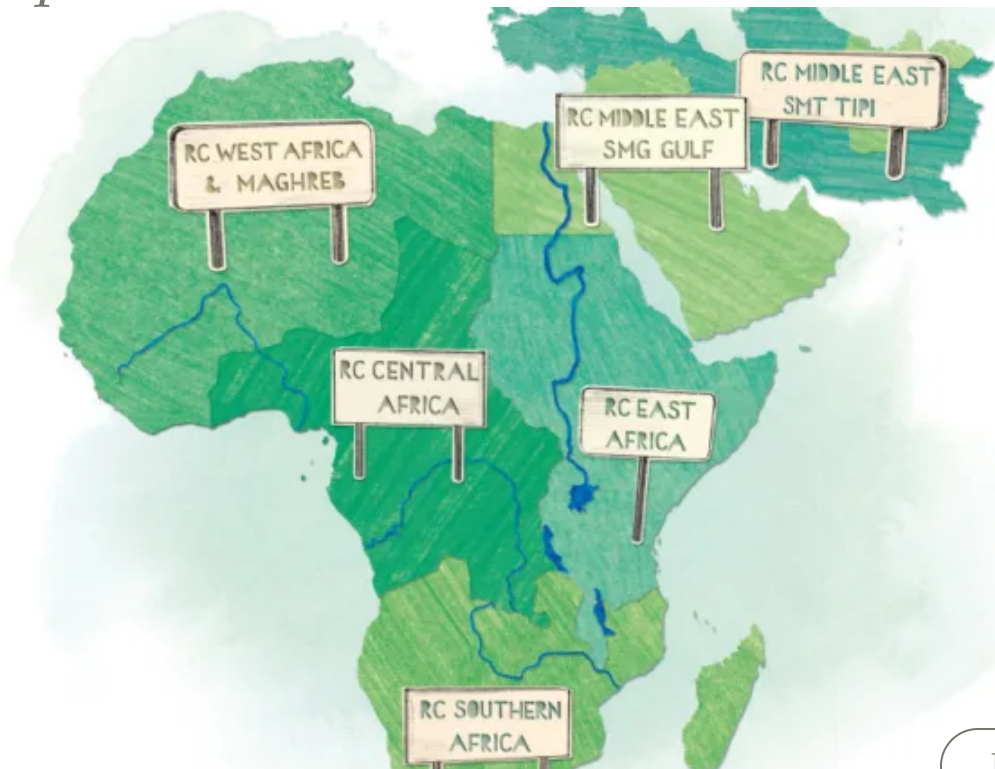 RC WEST AFRICA
& MAGHREB
RC MIDDLE EAST
SMG GULF
RC MIDDLE EAST
SMT TIPI
RC CENTRAL
AFRICA
RC EAST
AFRICA
RC SOUTHERN
AFRICA